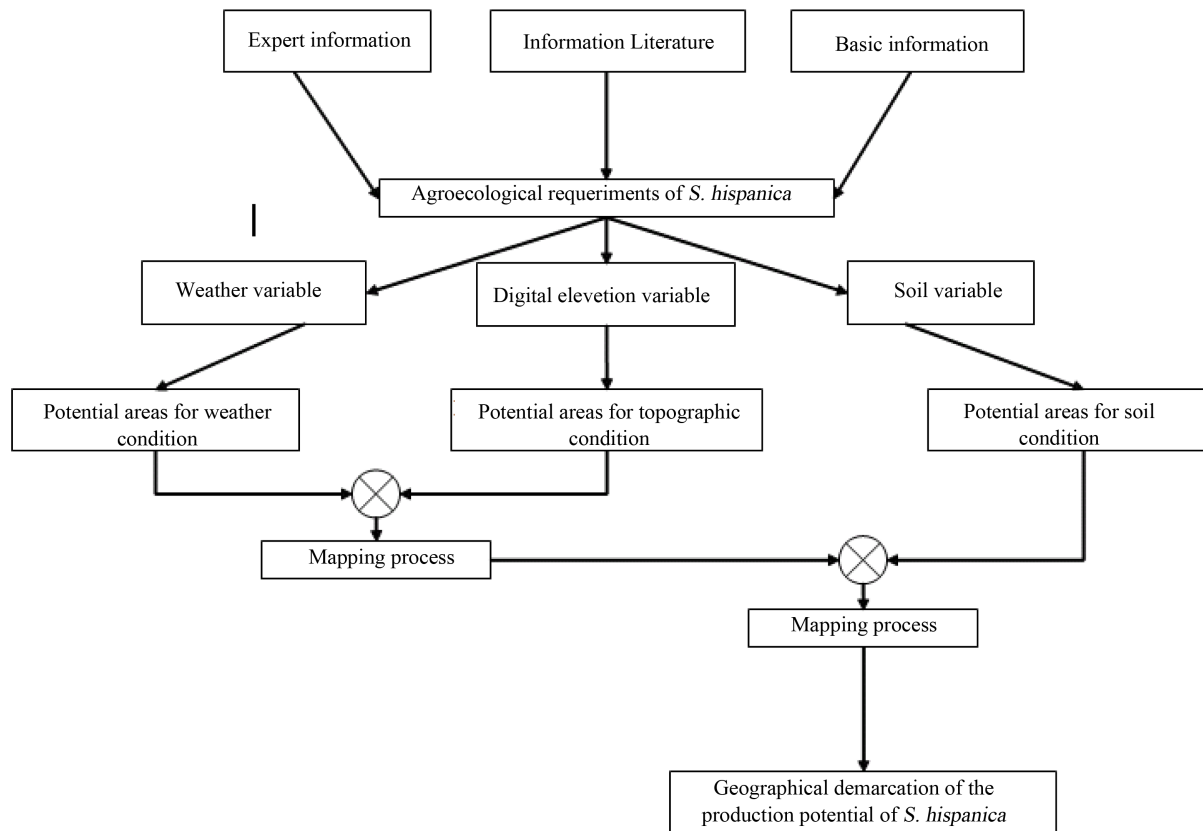 Expert information
Information Literature
Basic information
Agroecological requeriments of S. hispanica
Weather variable
Digital elevetion variable
Soil variable
Potential areas for weather
condition
Potential areas for topographic
condition
Potential areas for soil
condition
Mapping process
Mapping process
Geographical demarcation of the
production potential of S. hispanica